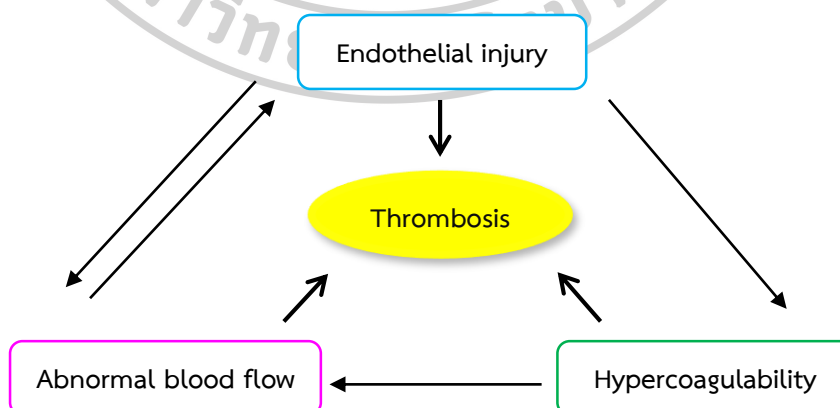 Endothelial injury
Thrombosis
Abnormal blood flow
Hypercoagulability